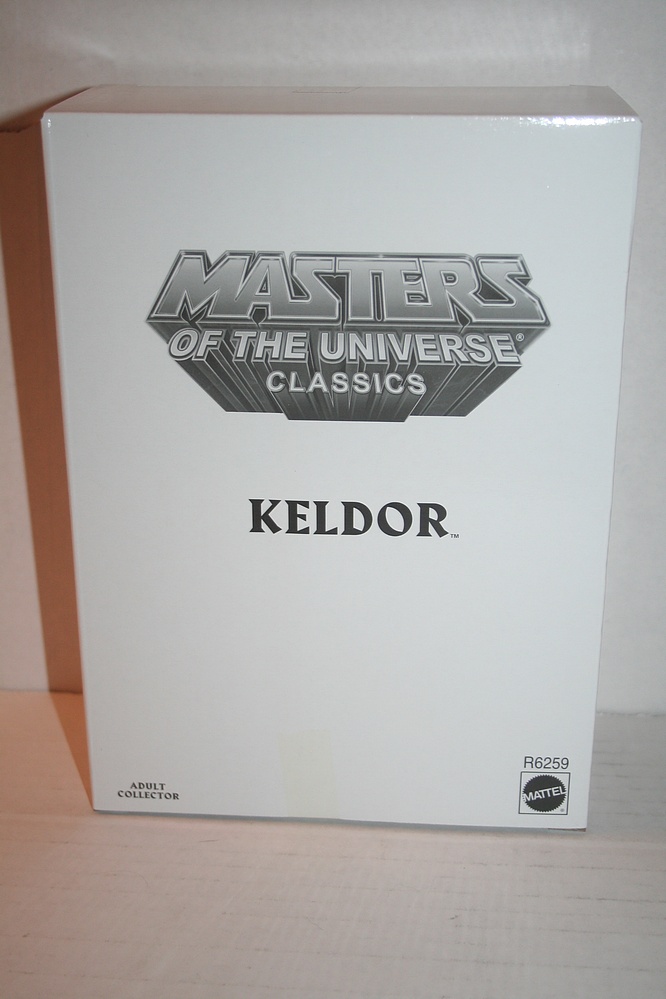 MASTERS
OF THE UNIVERSE®
CLASSICS
KELDOR™
ADULT
COLLECTOR
R6259
MATTEL®